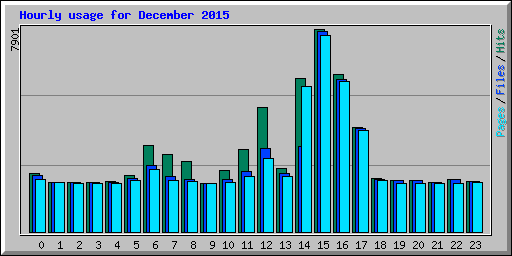 Hourly usage for December 2015
7901
Pages/Files/Hits
0 1 2 3 4 5 6 7 8 9 10 11 12 13 14 15 16 17 18 19 20 21 22 23